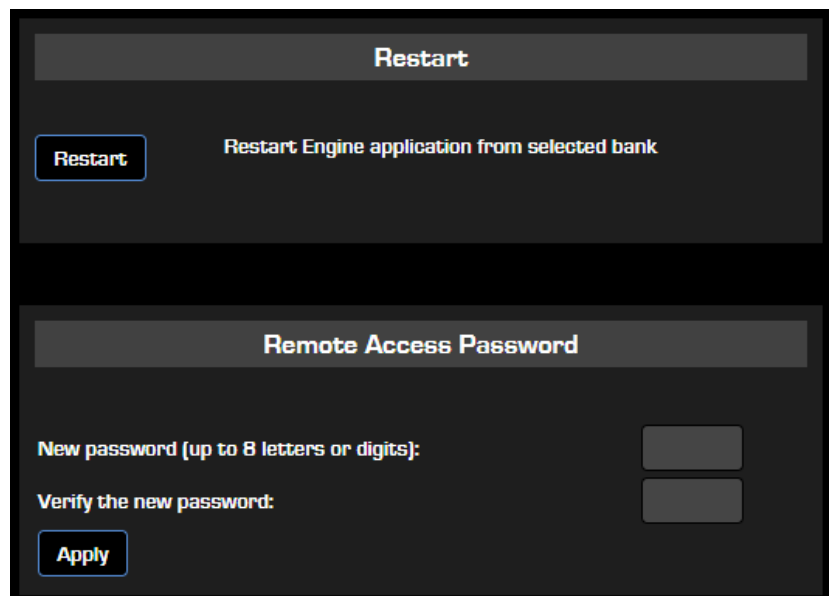 Restart
Restart
Restart Engine application from selected bank
Remote Access Password
New password (up to 8 letters or digits):
Verify the new password:
Apply